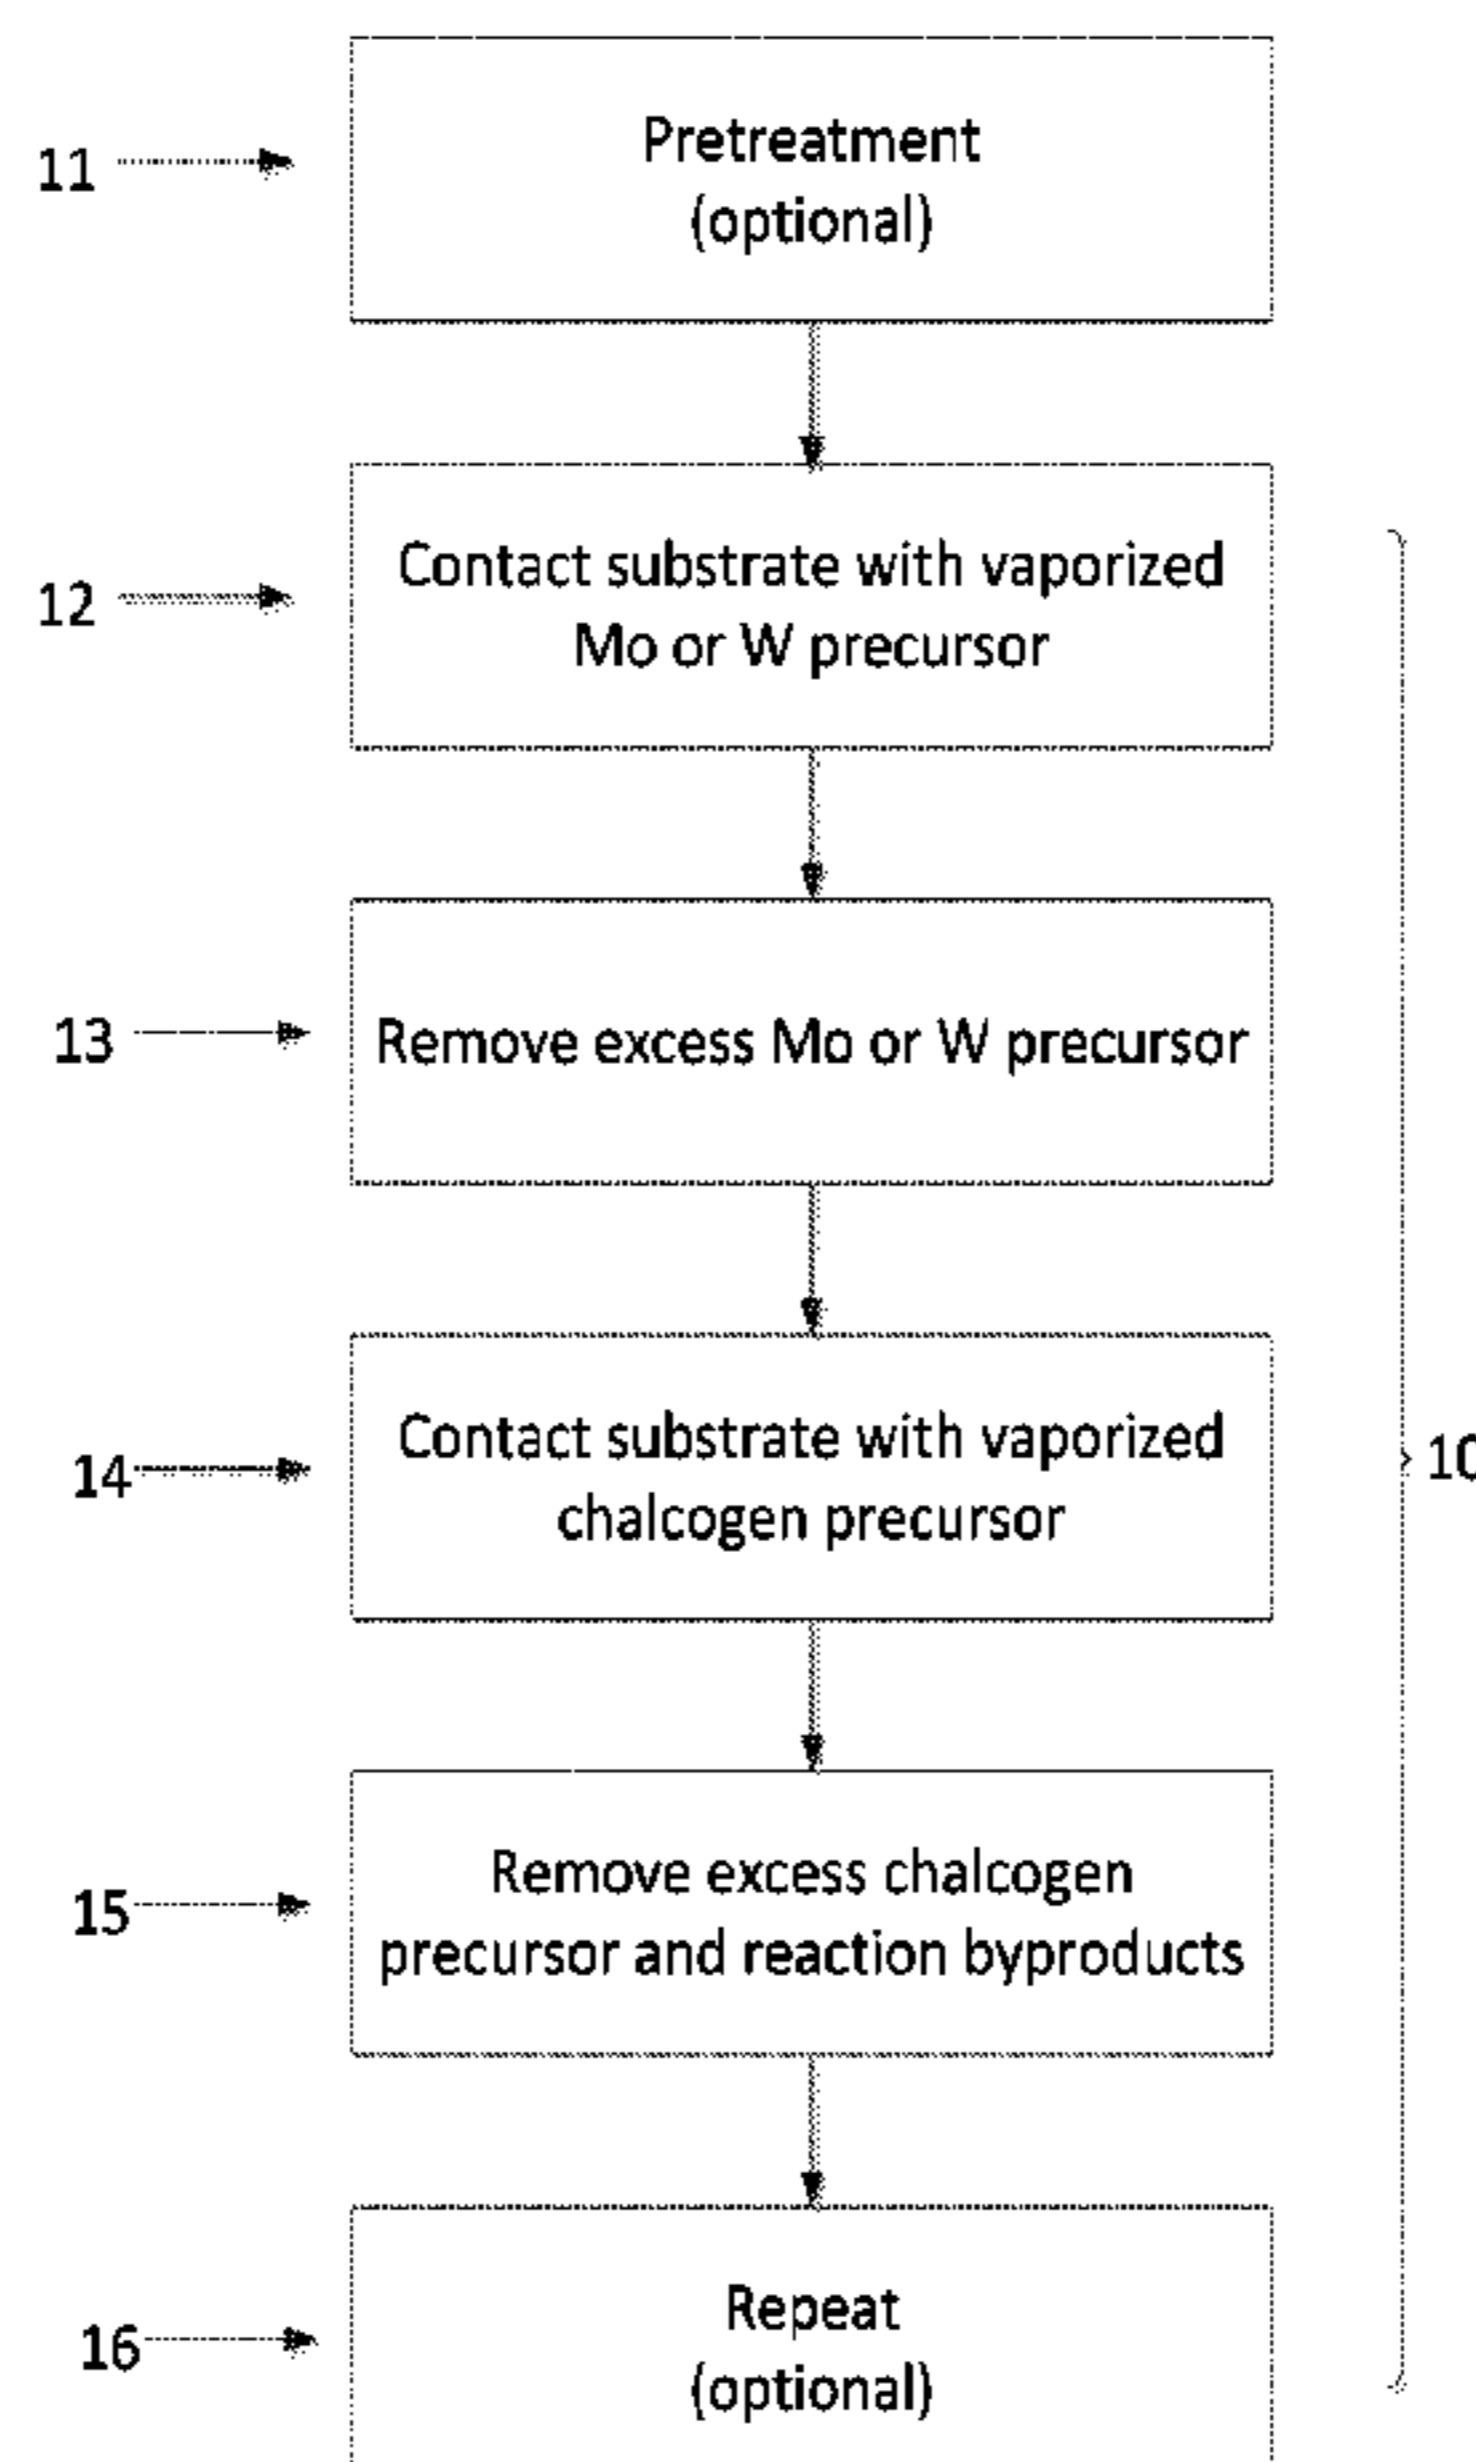 11
Pretreatment
(optional)
12
Contact substrate with vaporized
Mo or W precursor
13
Remove excess Mo or W precursor
14
Contact substrate with vaporized
chalcogen precursor
10
15
Remove excess chalcogen
precursor and reaction byproducts
16
Repeat
(optional)